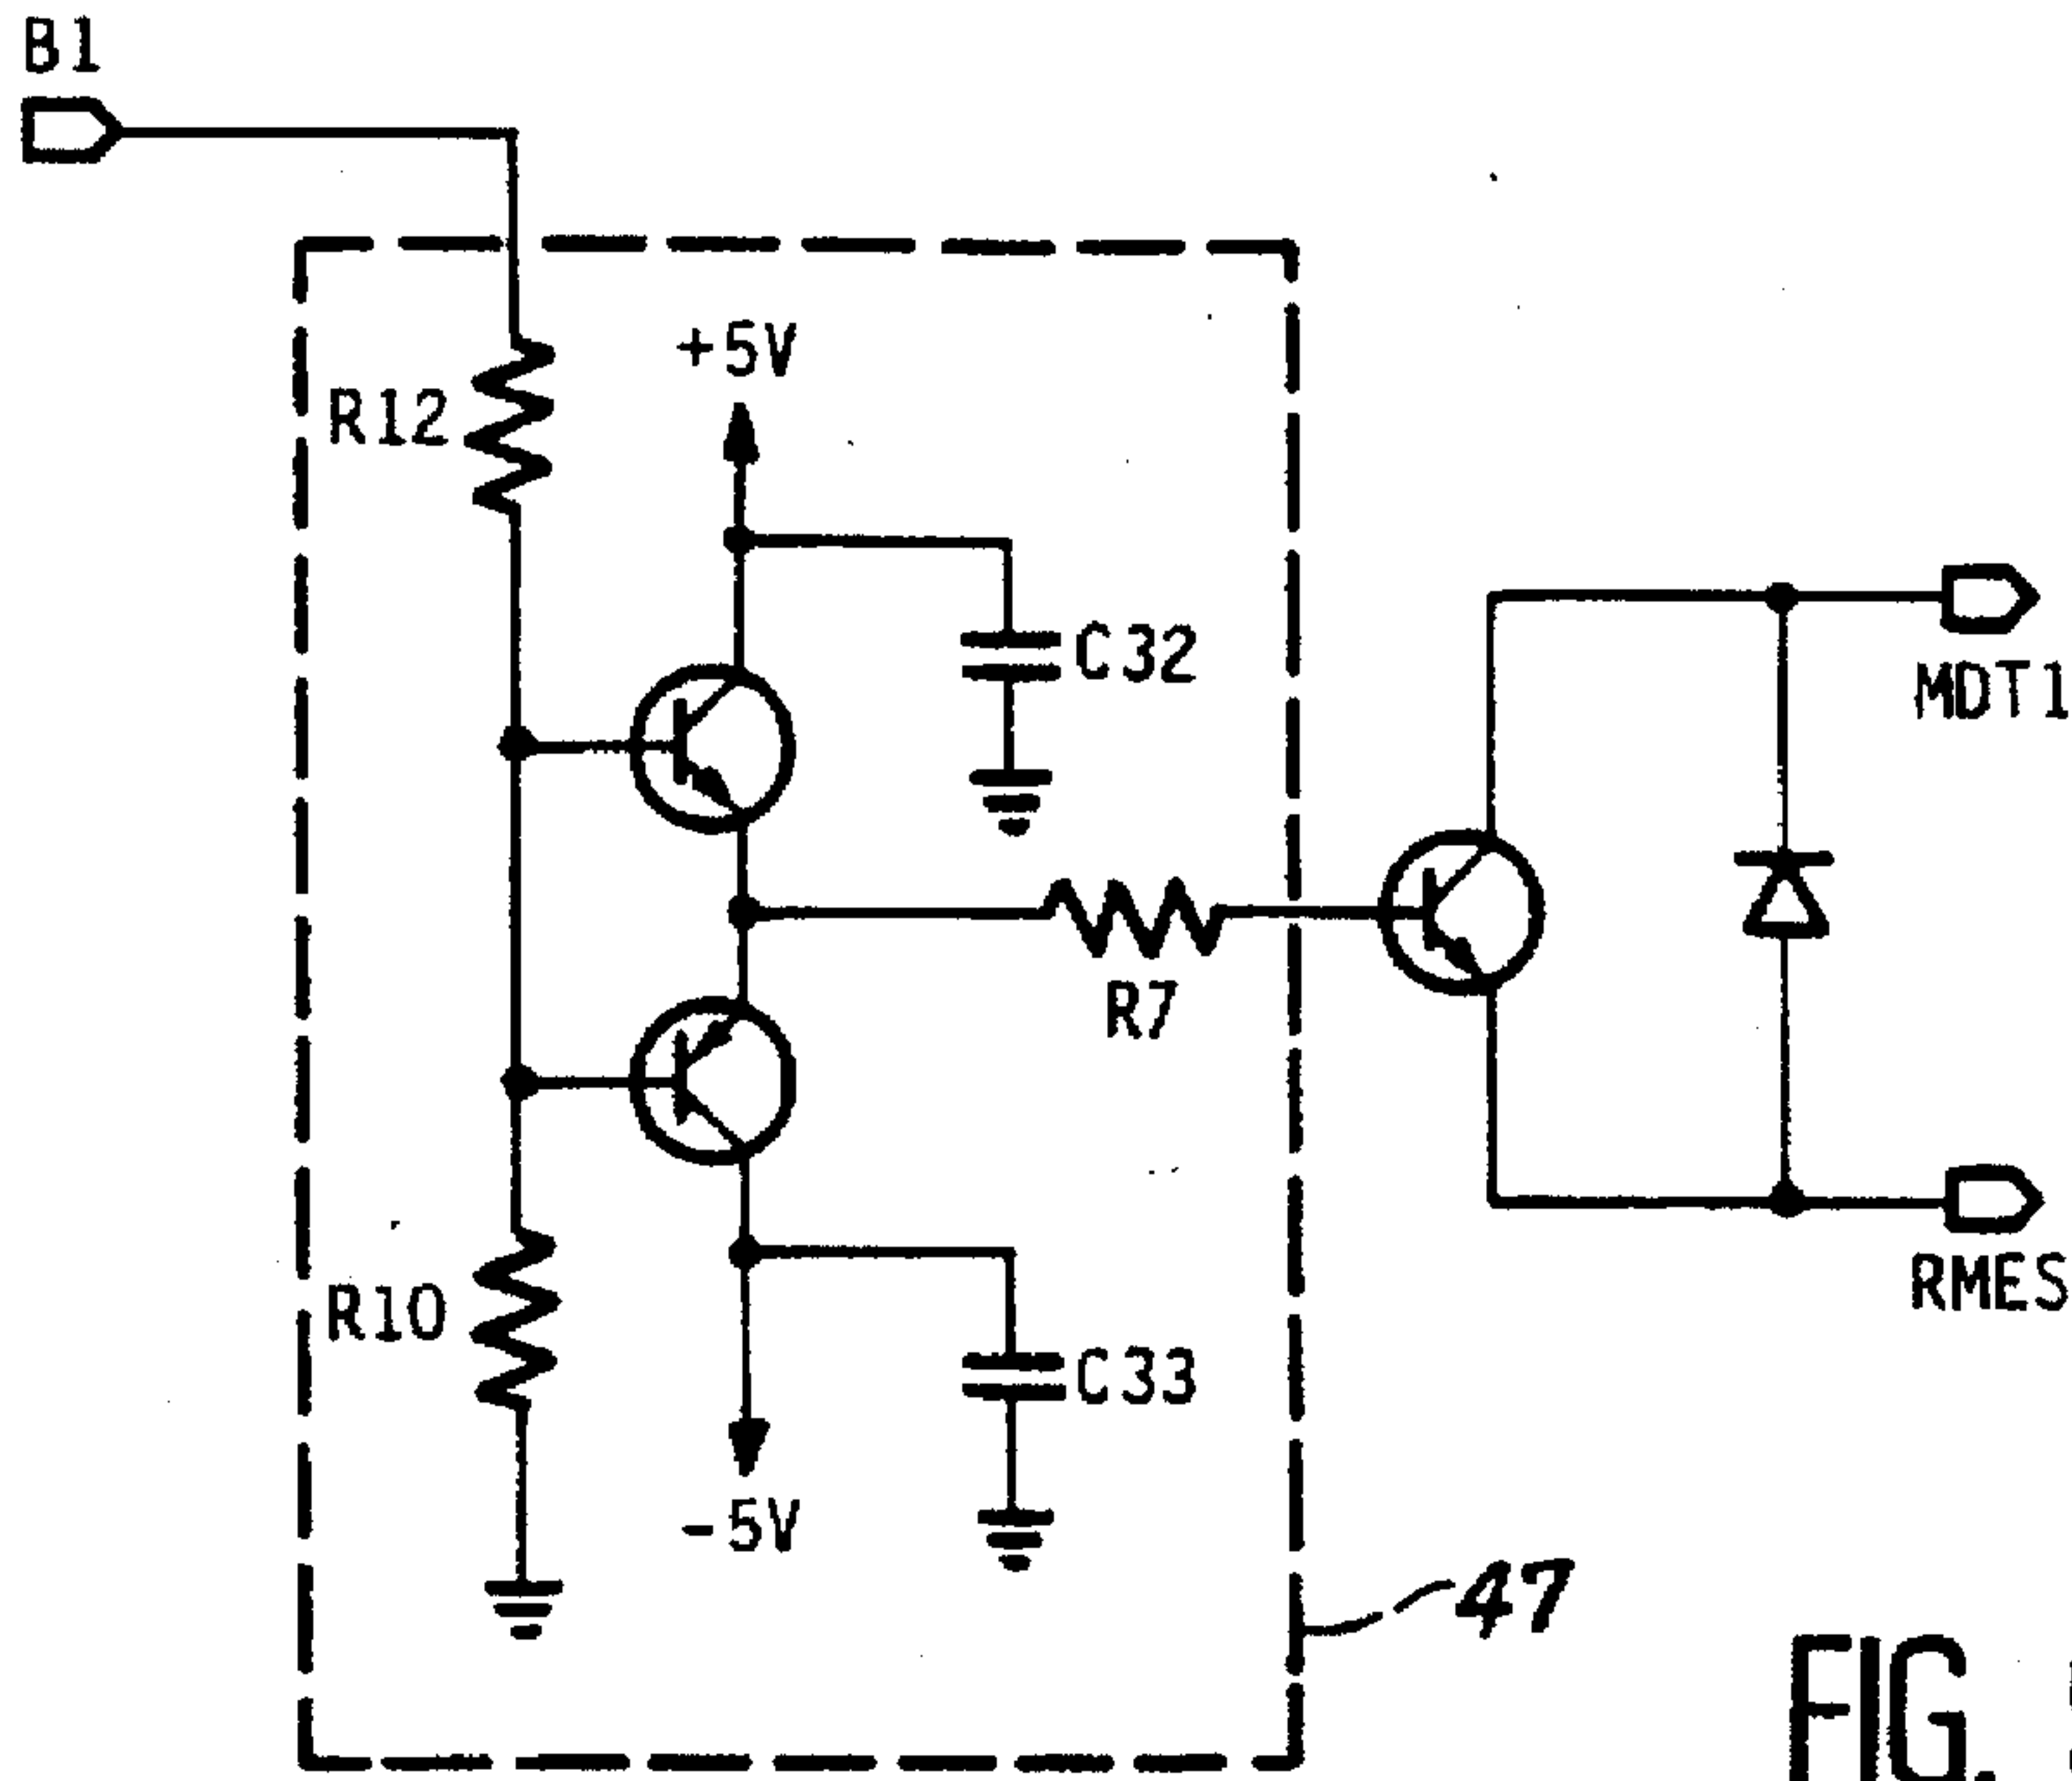 B1
+5V
R12
C32
MDT1
R7
RMES
R10
C33
-5V
47
FIG.